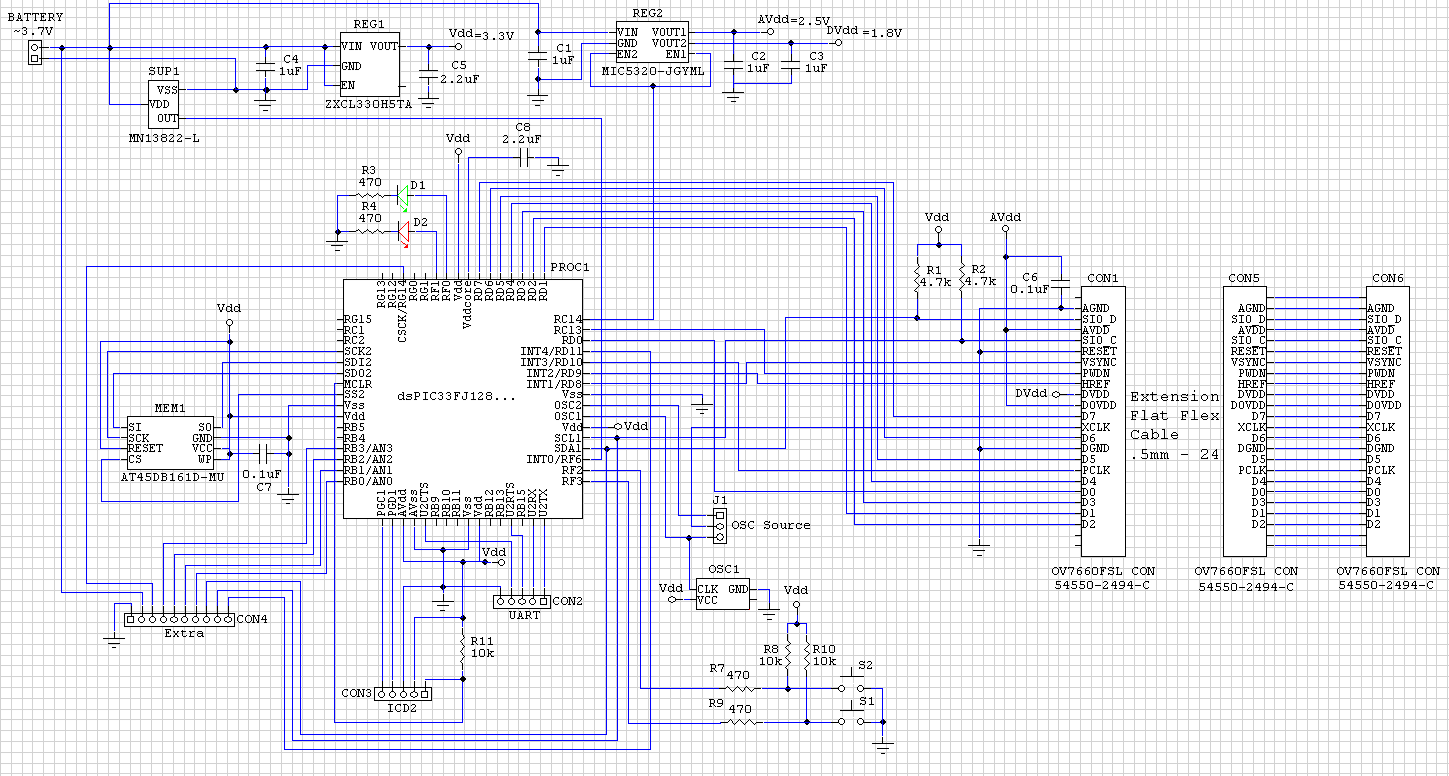 BATTERY
~3.7V
SUP1
VSS
VDD
OUT
MN13822-L
C4
1uF
REG1
VIN VOUT
GND
EN
ZXCL330H5TA
Vdd=3.3V
C5
2.2uF
C1
1uF
REG2
VIN VOUT1
GND VOUT2
EN2 EN1
MIC5320-JGYML
AVdd=2.5V
DVdd=1.8V
C2
1uF
C3
1uF
C8
2.2uF
Vdd
R3
470
D1
R4
470
D2
PROC1
RG13
RG12
CSCK/RG14
RG0
RG1
RF1
RF0
Vdd
Vddcore
RD7
RD6
RD5
RD4
RD3
RD2
RD1
RG15
RC1
RC2
SCK2
SDI2
SDO2
MCLR
SS2
Vss
Vdd
RB5
RB4
RB3/AN3
RB2/AN2
RB1/AN1
RB0/AN0
dsPIC33FJ128...
RC14
RC13
RD0
INT4/RD11
INT3/RD10
INT2/RD9
INT1/RD8
Vss
OSC2
OSC1
Vdd
SCL1
SDA1
INT0/RF6
RF2
RF3
PGC1
PGD1
AVdd
AVss
U2CTS
RB9
RB10
RB11
Vss
Vdd
RB12
RB13
U2RTS
RB15
U2RX
U2TX
Vdd
Vdd
MEM1
SI SO
SCK GND
RESET VCC
CS WP
AT45DB161D-MU
0.1uF
C7
Vdd
CON4
Extra
CON2
UART
R11
10k
CON3
ICD2
J1
OSC Source
OSC1
CLK GND
VCC
Vdd
Vdd
R8
10k
R10
10k
R7
470
R9
470
S2
S1
Vdd
AVdd
R1
4.7k
R2
4.7k
C6
0.1uF
DVdd
CON1
AGND
SIO_D
AVDD
SIO_C
RESET
VSYNC
PWDN
HREF
DVDD
DOVDD
D7
XCLK
D6
DGND
D5
PCLK
D4
D0
D3
D1
D2
OV7660FSL CON
54550-2494-C
Extension
Flat Flex
Cable
.5mm - 24
CON5
AGND
SIO_D
AVDD
SIO_C
RESET
VSYNC
PWDN
HREF
DVDD
DOVDD
D7
XCLK
D6
DGND
D5
PCLK
D4
D0
D3
D1
D2
OV7660FSL CON
54550-2494-C
CON6
AGND
SIO_D
AVDD
SIO_C
RESET
VSYNC
PWDN
HREF
DVDD
DOVDD
D7
XCLK
D6
DGND
D5
PCLK
D4
D0
D3
D1
D2
OV7660FSL CON
54550-2494-C